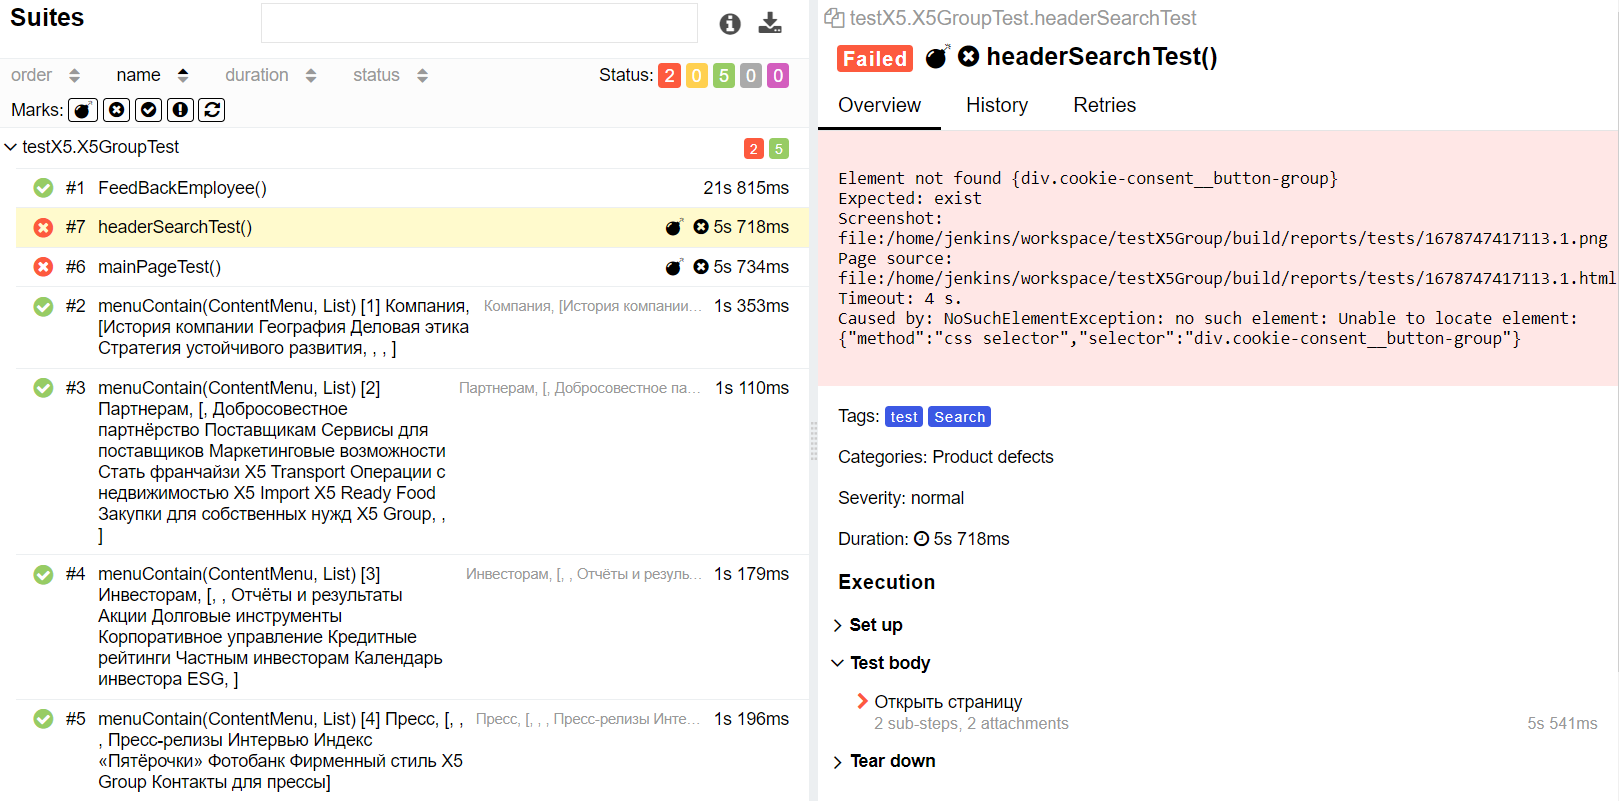 Suites
order name duration status Status: 2 0 5 0 0
Marks:
testX5.X5GroupTest 2 5
#1 FeedBackEmployee() 21s 815ms
#7 headerSearchTest() 5s 718ms
#6 mainPageTest() 5s 734ms
#2 menuContain(ContentMenu, List) [1] Компания, Компания, [История компании… 1s 353ms
[История компании География Деловая этика
Стратегия устойчивого развития, , , ]
#3 menuContain(ContentMenu, List) [2] Партнерам, [, Добросовестное па… 1s 110ms
Партнерам, [, Добросовестное
партнёрство Поставщикам Сервисы для
поставщиков Маркетинговые возможности
Стать франчайзи X5 Transport Операции с
недвижимостью X5 Import X5 Ready Food
Закупки для собственных нужд X5 Group, ,
]
#4 menuContain(ContentMenu, List) [3] Инвесторам, [, , Отчёты и резуль… 1s 179ms
Инвесторам, [, , Отчёты и результаты
Акции Долговые инструменты
Корпоративное управление Кредитные
рейтинги Частным инвесторам Календарь
инвестора ESG, ]
#5 menuContain(ContentMenu, List) [4] Пресс, [, , Пресс, [, , , Пресс-релизы Инте… 1s 196ms
, Пресс-релизы Интервью Индекс
«Пятёрочки» Фотобанк Фирменный стиль X5
Group Контакты для прессы]
testX5.X5GroupTest.headerSearchTest
Failed headerSearchTest()
Overview History Retries
Element not found {div.cookie-consent__button-group}
Expected: exist
Screenshot:
file:/home/jenkins/workspace/testX5Group/build/reports/tests/1678747417113.1.png
Page source:
file:/home/jenkins/workspace/testX5Group/build/reports/tests/1678747417113.1.html
Timeout: 4 s.
Caused by: NoSuchElementException: no such element: Unable to locate element:
{"method":"css selector","selector":"div.cookie-consent__button-group"}
Tags: test Search
Categories: Product defects
Severity: normal
Duration: 5s 718ms
Execution
Set up
Test body
Открыть страницу
2 sub-steps, 2 attachments 5s 541ms
Tear down